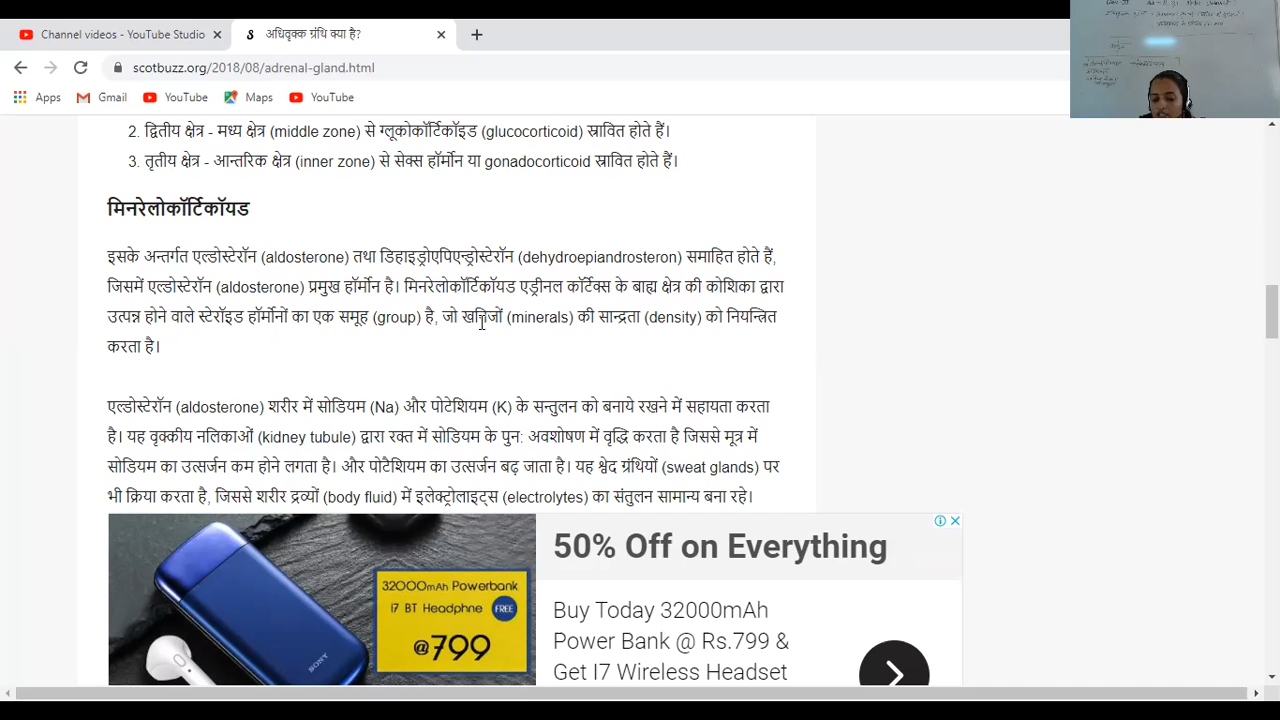 Channel videos - YouTube Studio
अधिवृक्क ग्रंथि क्या है?
scotbuzz.org/2018/08/adrenal-gland.html
Apps Gmail YouTube Maps YouTube
2. द्वितीय क्षेत्र - मध्य क्षेत्र (middle zone) से ग्लूकोकॉर्टिकॉइड (glucocorticoid) स्रावित होते हैं।
3. तृतीय क्षेत्र - आन्तरिक क्षेत्र (inner zone) से सेक्स हॉर्मोन या gonadocorticoid स्रावित होते हैं।
मिनरेलोकॉर्टिकॉयड
इसके अन्तर्गत एल्डोस्टेरॉन (aldosterone) तथा डिहाइड्रोएपिएन्ड्रोस्टेरॉन (dehydroepiandrosteron) समाहित होते हैं,
जिसमें एल्डोस्टेरॉन (aldosterone) प्रमुख हॉर्मोन है। मिनरेलोकॉर्टिकॉयड एड्रीनल कॉर्टेक्स के बाह्य क्षेत्र की कोशिका द्वारा
उत्पन्न होने वाले स्टेरॉइड हॉर्मोनों का एक समूह (group) है, जो खनिजों (minerals) की सान्द्रता (density) को नियन्त्रित
करता है।
एल्डोस्टेरॉन (aldosterone) शरीर में सोडियम (Na) और पोटेशियम (K) के सन्तुलन को बनाये रखने में सहायता करता
है। यह वृक्कीय नलिकाओं (kidney tubule) द्वारा रक्त में सोडियम के पुन: अवशोषण में वृद्धि करता है जिससे मूत्र में
सोडियम का उत्सर्जन कम होने लगता है। और पोटैशियम का उत्सर्जन बढ़ जाता है। यह श्वेद ग्रंथियों (sweat glands) पर
भी क्रिया करता है, जिससे शरीर द्रव्यों (body fluid) में इलेक्ट्रोलाइट्स (electrolytes) का संतुलन सामान्य बना रहे।
32000mAh Powerbank
I7 BT Headphne FREE
@799
SONY
50% Off on Everything
Buy Today 32000mAh
Power Bank @ Rs.799 &
Get I7 Wireless Headset